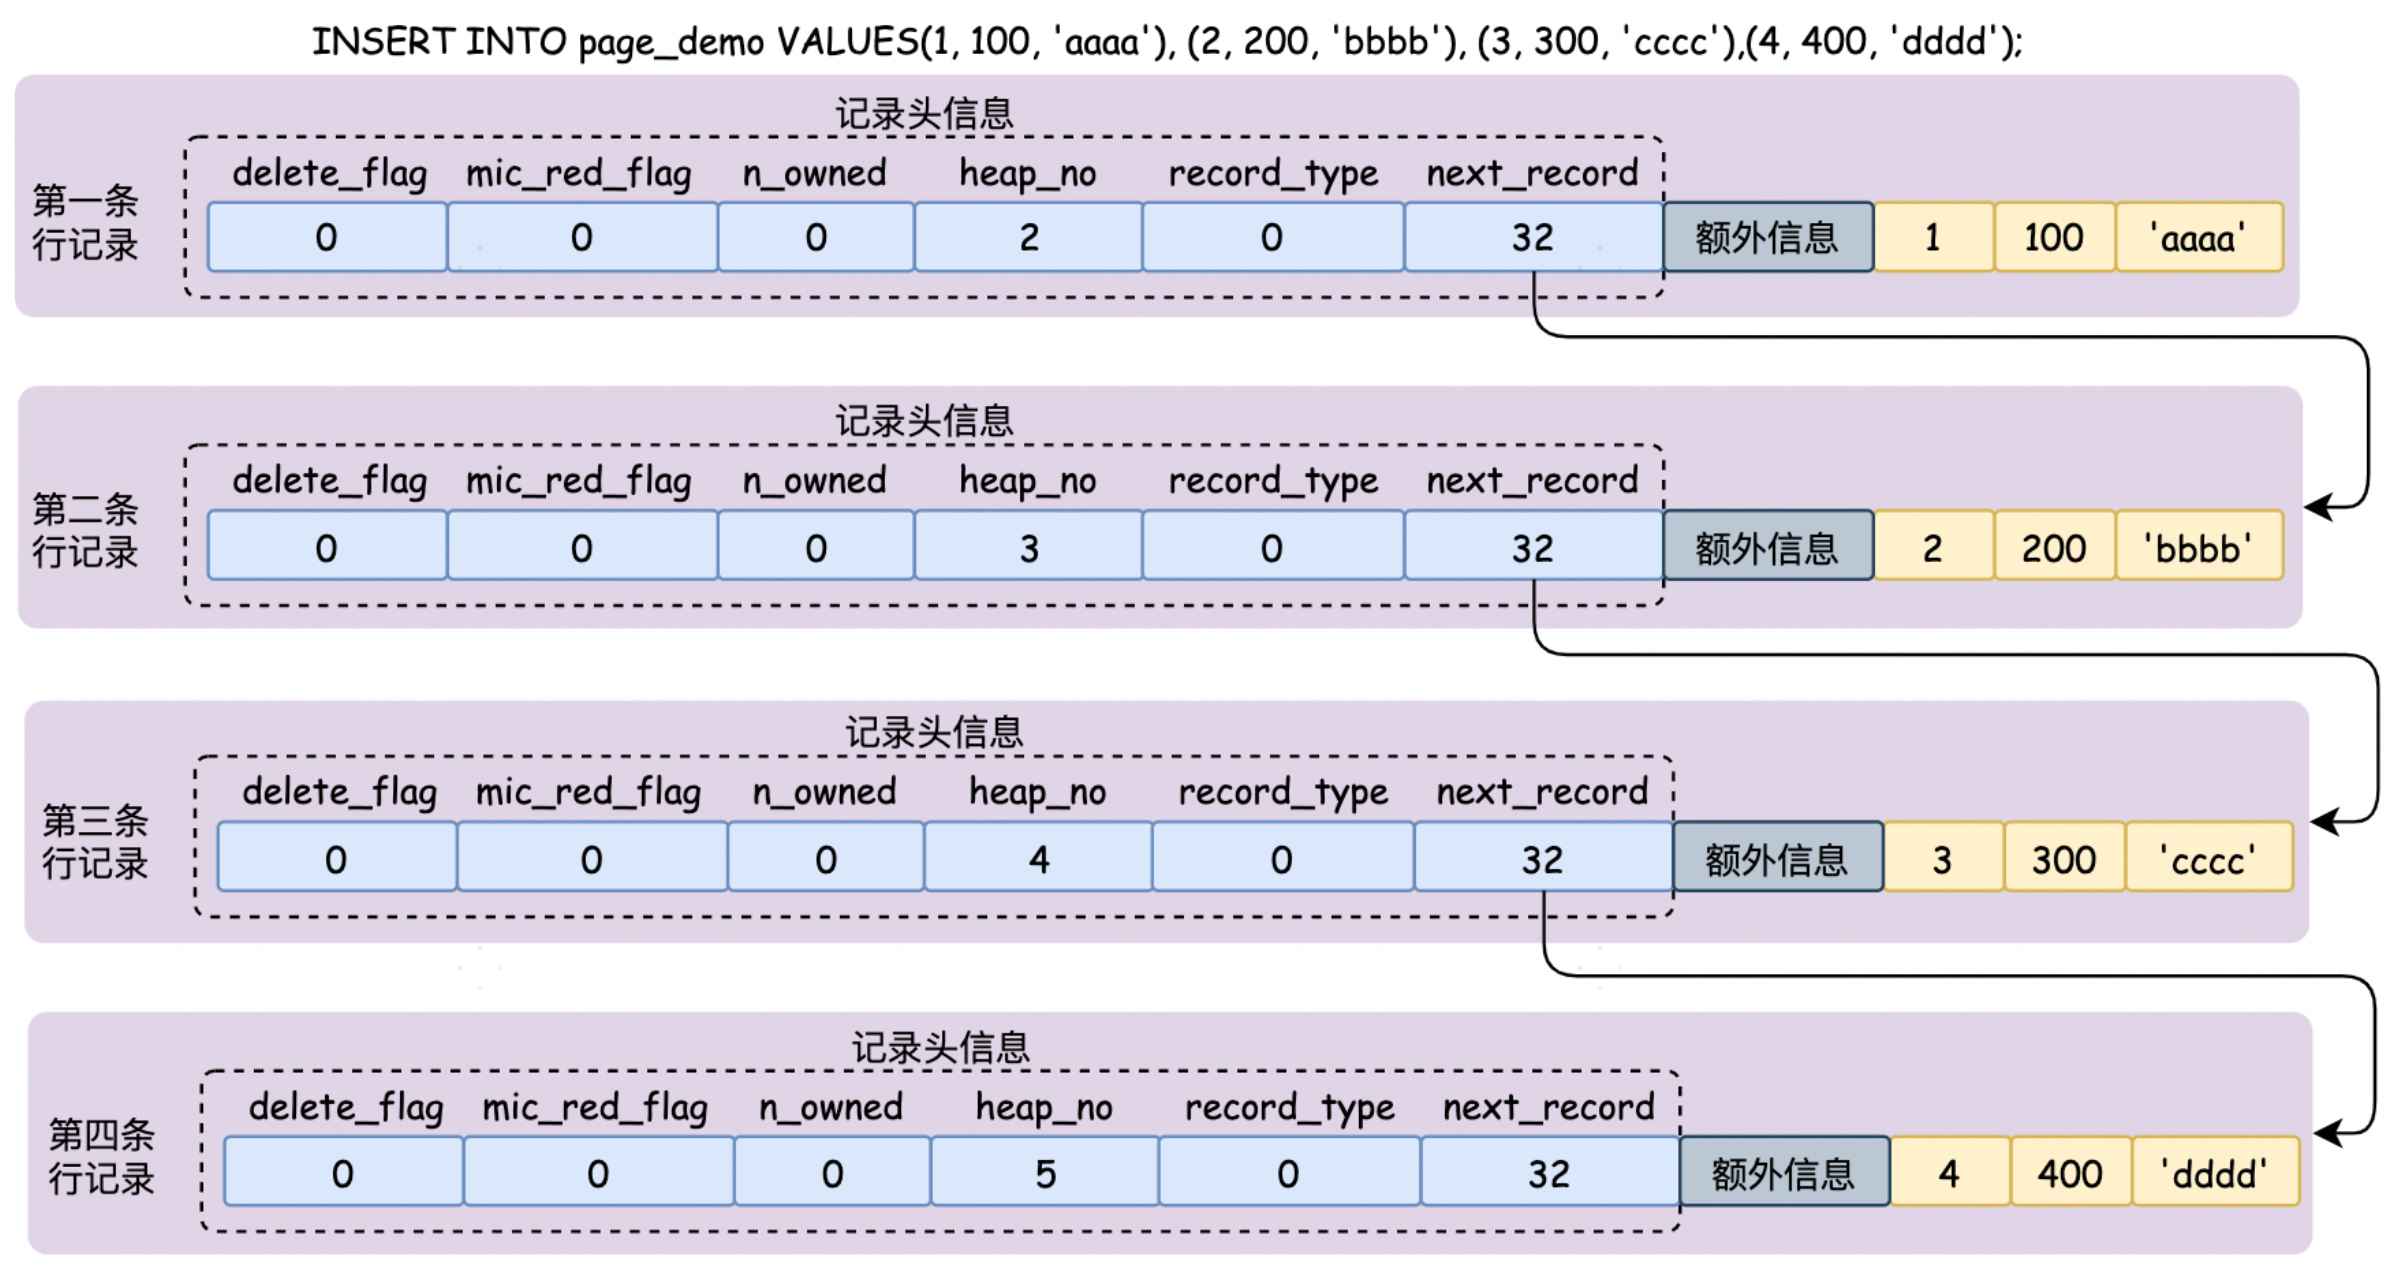 INSERT INTO page_demo VALUES(1, 100, 'aaaa'), (2, 200, 'bbbb'), (3, 300, 'cccc'),(4, 400, 'dddd');
记录头信息
delete_flag mic_red_flag n_owned heap_no record_type next_record
第一条
行记录
0 0 0 2 0 32 额外信息 1 100 'aaaa'
记录头信息
delete_flag mic_red_flag n_owned heap_no record_type next_record
第二条
行记录
0 0 0 3 0 32 额外信息 2 200 'bbbb'
记录头信息
delete_flag mic_red_flag n_owned heap_no record_type next_record
第三条
行记录
0 0 0 4 0 32 额外信息 3 300 'cccc'
记录头信息
delete_flag mic_red_flag n_owned heap_no record_type next_record
第四条
行记录
0 0 0 5 0 32 额外信息 4 400 'dddd'